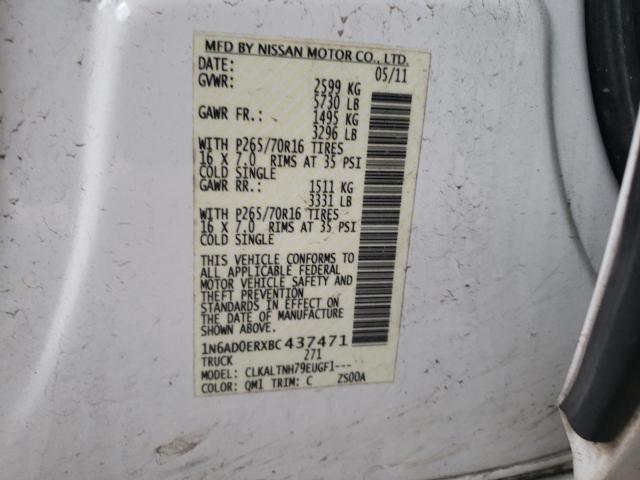 MFD BY NISSAN MOTOR CO., LTD.
DATE: 05/11
GVWR: 2599 KG
5730 LB
GAWR FR.: 1495 KG
3296 LB
WITH P265/70R16 TIRES
16 X 7.0 RIMS AT 35 PSI
COLD SINGLE
GAWR RR.: 1511 KG
3331 LB
WITH P265/70R16 TIRES
16 X 7.0 RIMS AT 35 PSI
COLD SINGLE
THIS VEHICLE CONFORMS TO
ALL APPLICABLE FEDERAL
MOTOR VEHICLE SAFETY AND
THEFT PREVENTION
STANDARDS IN EFFECT ON
THE DATE OF MANUFACTURE
SHOWN ABOVE.
1N6AD0ERXBC 437471
TRUCK 271
MODEL: CLKALTNH79EUGF1---
COLOR: QM1 TRIM: C ZS00A